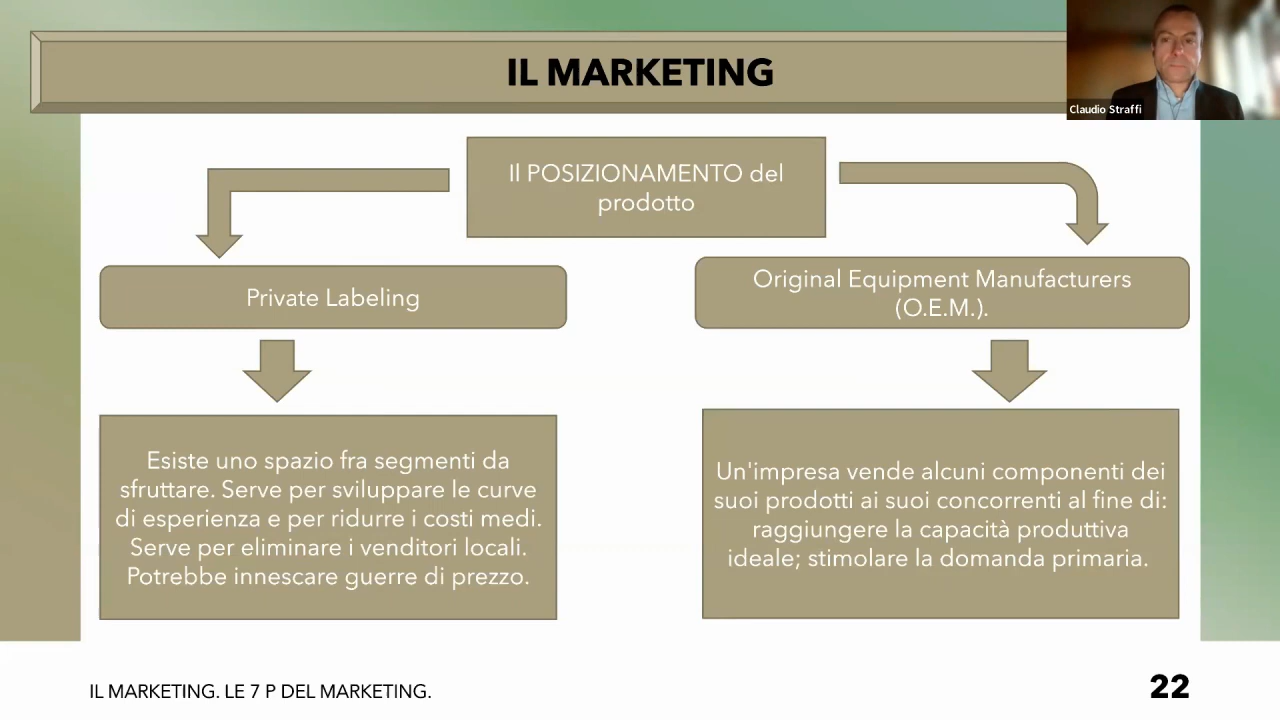 IL MARKETING
Claudio Straffi
Il POSIZIONAMENTO del
prodotto
Private Labeling
Original Equipment Manufacturers
(O.E.M.).
Esiste uno spazio fra segmenti da
sfruttare. Serve per sviluppare le curve
di esperienza e per ridurre i costi medi.
Serve per eliminare i venditori locali.
Potrebbe innescare guerre di prezzo.
Un'impresa vende alcuni componenti dei
suoi prodotti ai suoi concorrenti al fine di:
raggiungere la capacità produttiva
ideale; stimolare la domanda primaria.
IL MARKETING. LE 7 P DEL MARKETING.
22